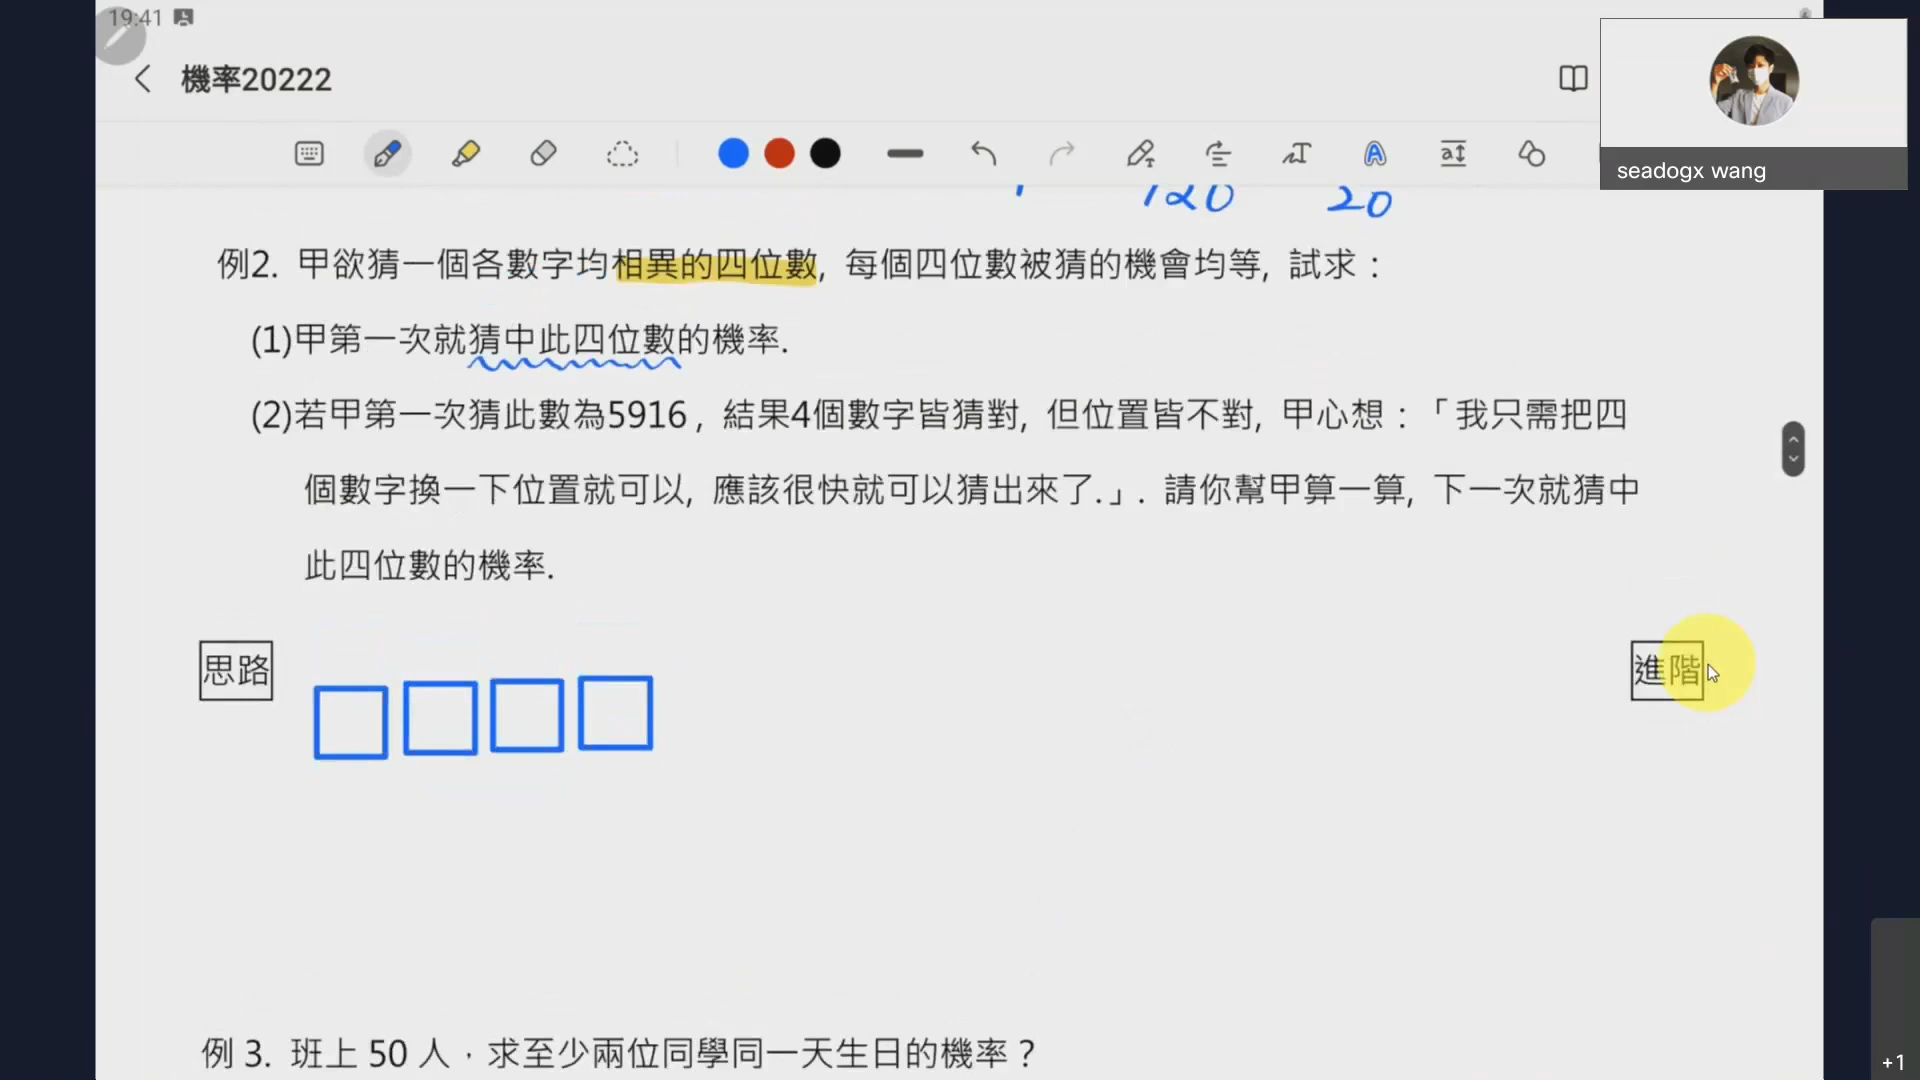 19:41
機率20222
seadogx wang
120 20
例2. 甲欲猜一個各數字均相異的四位數, 每個四位數被猜的機會均等, 試求：
(1)甲第一次就猜中此四位數的機率.
(2)若甲第一次猜此數為5916, 結果4個數字皆猜對, 但位置皆不對, 甲心想：「我只需把四
個數字換一下位置就可以, 應該很快就可以猜出來了.」. 請你幫甲算一算, 下一次就猜中
此四位數的機率.
思路 進階
例 3. 班上 50 人，求至少兩位同學同一天生日的機率？
+1